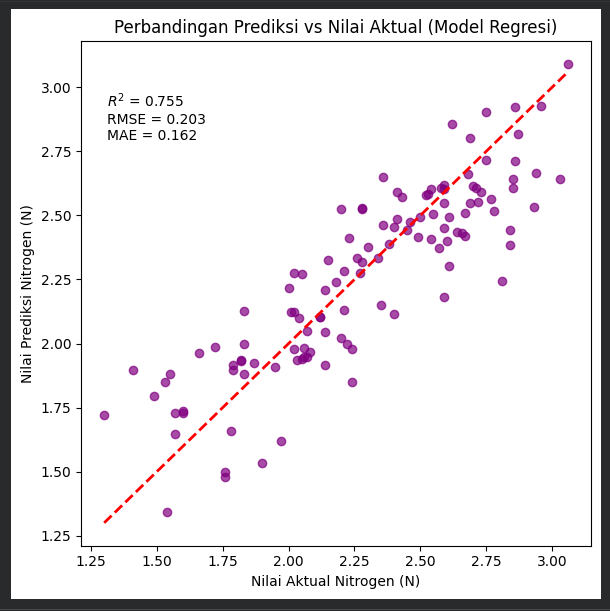 Perbandingan Prediksi vs Nilai Aktual (Model Regresi)
R² = 0.755
RMSE = 0.203
MAE = 0.162
3.00
2.75
2.50
2.25
2.00
1.75
1.50
1.25
Nilai Prediksi Nitrogen (N)
1.25 1.50 1.75 2.00 2.25 2.50 2.75 3.00
Nilai Aktual Nitrogen (N)